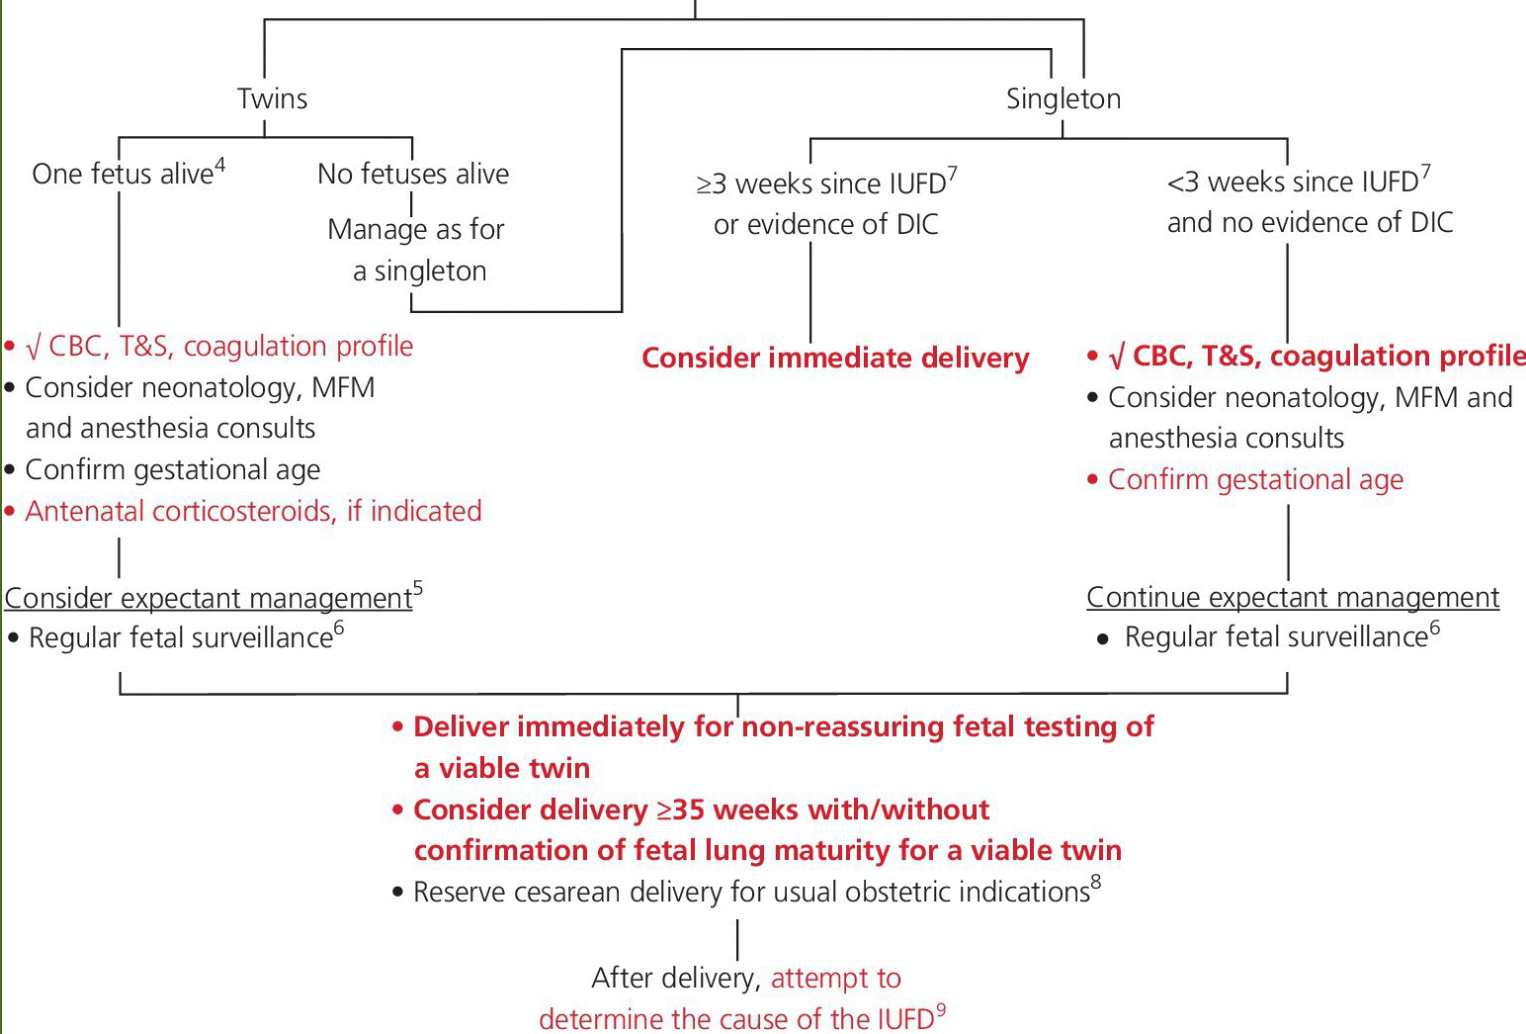 Twins
Singleton
One fetus alive4
No fetuses alive
Manage as for
a singleton
≥3 weeks since IUFD7
or evidence of DIC
<3 weeks since IUFD7
and no evidence of DIC
• √ CBC, T&S, coagulation profile
• Consider neonatology, MFM
and anesthesia consults
• Confirm gestational age
• Antenatal corticosteroids, if indicated
Consider immediate delivery
• √ CBC, T&S, coagulation profile
• Consider neonatology, MFM and
anesthesia consults
• Confirm gestational age
Consider expectant management5
• Regular fetal surveillance6
Continue expectant management
• Regular fetal surveillance6
• Deliver immediately for non-reassuring fetal testing of
a viable twin
• Consider delivery ≥35 weeks with/without
confirmation of fetal lung maturity for a viable twin
• Reserve cesarean delivery for usual obstetric indications8
After delivery, attempt to
determine the cause of the IUFD9